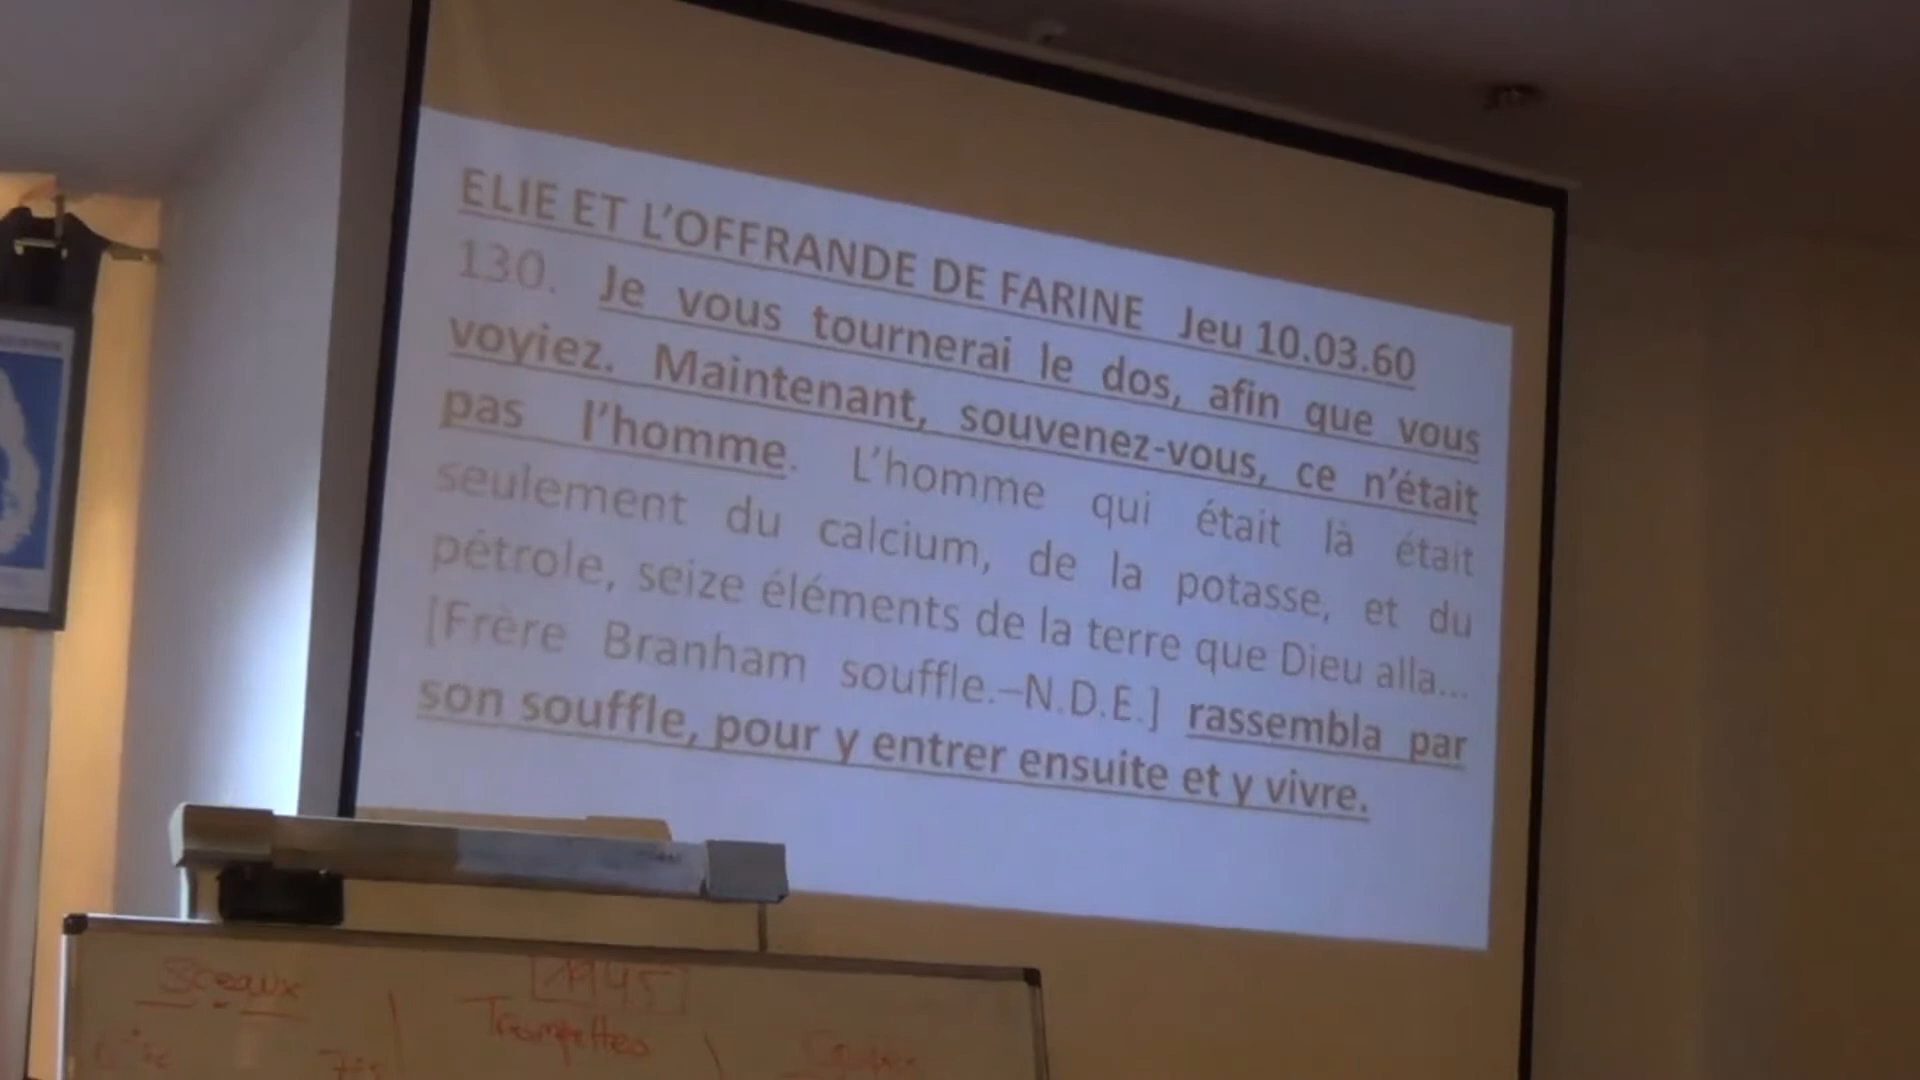 ELIE ET L'OFFRANDE DE FARINE Jeu 10.03.60
130. Je vous tournerai le dos, afin que vous
voyiez. Maintenant, souvenez-vous, ce n'était
pas l'homme. L'homme qui était là était
seulement du calcium, de la potasse, et du
pétrole, seize éléments de la terre que Dieu alla...
[Frère Branham souffle.–N.D.E.] rassembla par
son souffle, pour y entrer ensuite et y vivre.
Sceaux
1945
Trompettes